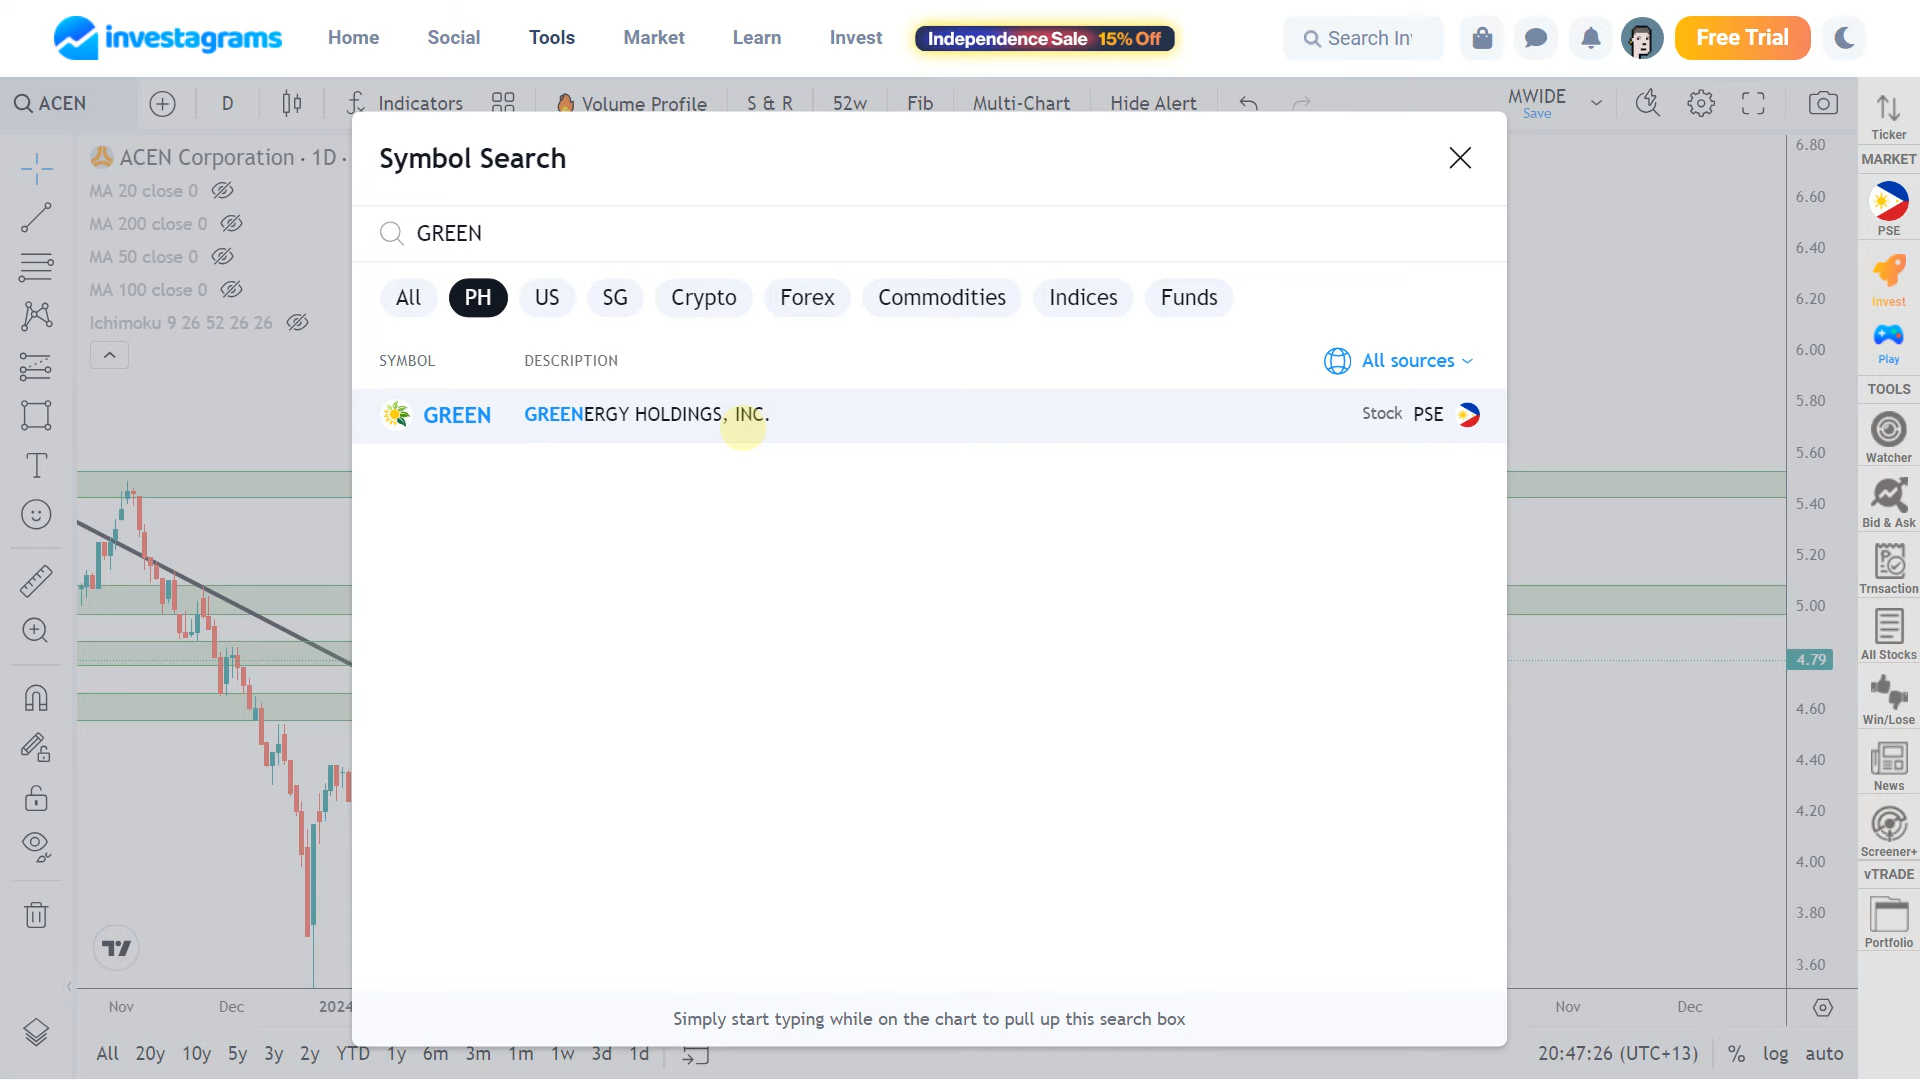 investagrams
Home Social Tools Market Learn Invest Independence Sale 15% Off
Search In
Free Trial
ACEN
D Indicators Volume Profile S & R 52w Fib Multi-Chart Hide Alert
MWIDE
Save
ACEN Corporation · 1D ·
MA 20 close 0
MA 200 close 0
MA 50 close 0
MA 100 close 0
Ichimoku 9 26 52 26 26
Symbol Search
GREEN
All PH US SG Crypto Forex Commodities Indices Funds
SYMBOL DESCRIPTION All sources
GREEN GREENERGY HOLDINGS, INC. Stock PSE
Simply start typing while on the chart to pull up this search box
6.80
6.60
6.40
6.20
6.00
5.80
5.60
5.40
5.20
5.00
4.79
4.60
4.40
4.20
4.00
3.80
3.60
Nov Dec 2024 Nov Dec
All 20y 10y 5y 3y 2y YTD 1y 6m 3m 1m 1w 3d 1d
20:47:26 (UTC+13) % log auto
Ticker
MARKET
PSE
Invest
Play
TOOLS
Watcher
Bid & Ask
Trnsaction
All Stocks
Win/Lose
News
Screener+
vTRADE
Portfolio